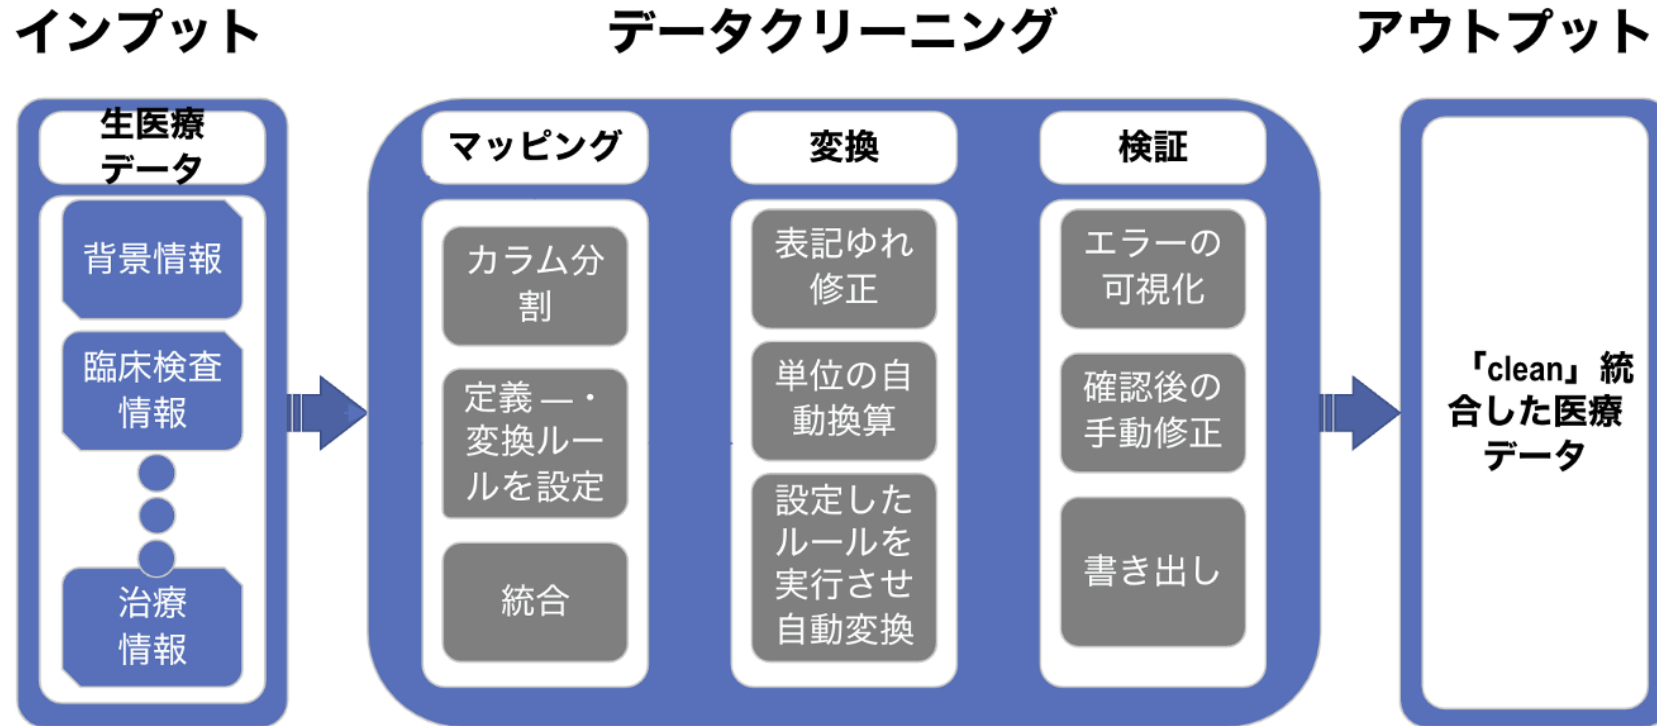 インプット
データクリーニング
アウトプット
生医療
データ
背景情報
臨床検査
情報
治療
情報
マッピング
カラム分
割
定義 ―・
変換ルー
ルを設定
統合
変換
表記ゆれ
修正
単位の自
動換算
設定した
ルールを
実行させ
自動変換
検証
エラーの
可視化
確認後の
手動修正
書き出し
「clean」統
合した医療
データ